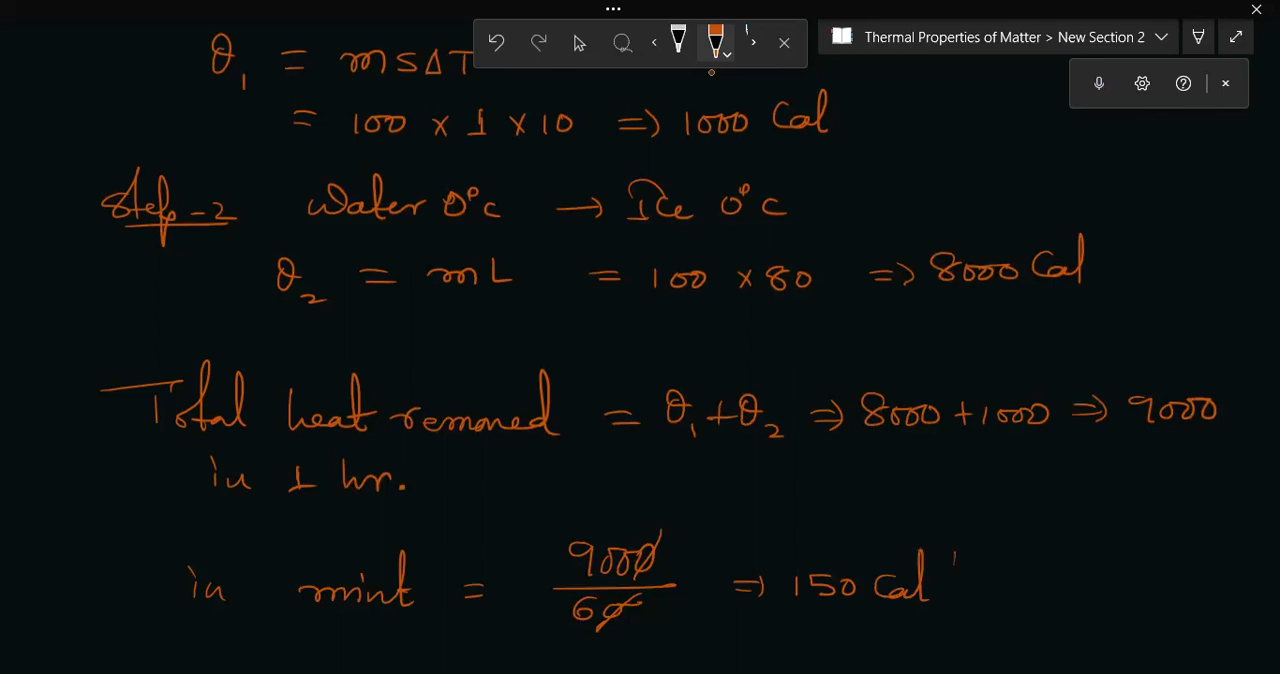 Thermal Properties of Matter > New Section 2
θ₁ = msΔT
= 100 × 1 × 10 ⇒ 1000 Cal
Step-2 Water 0°c → Ice 0°c
θ₂ = mL = 100 × 80 ⇒ 8000 Cal
Total heat removed = θ₁+θ₂ ⇒ 8000 + 1000 ⇒ 9000
in 1 hr.
in mint = 9000/60 ⇒ 150 Cal